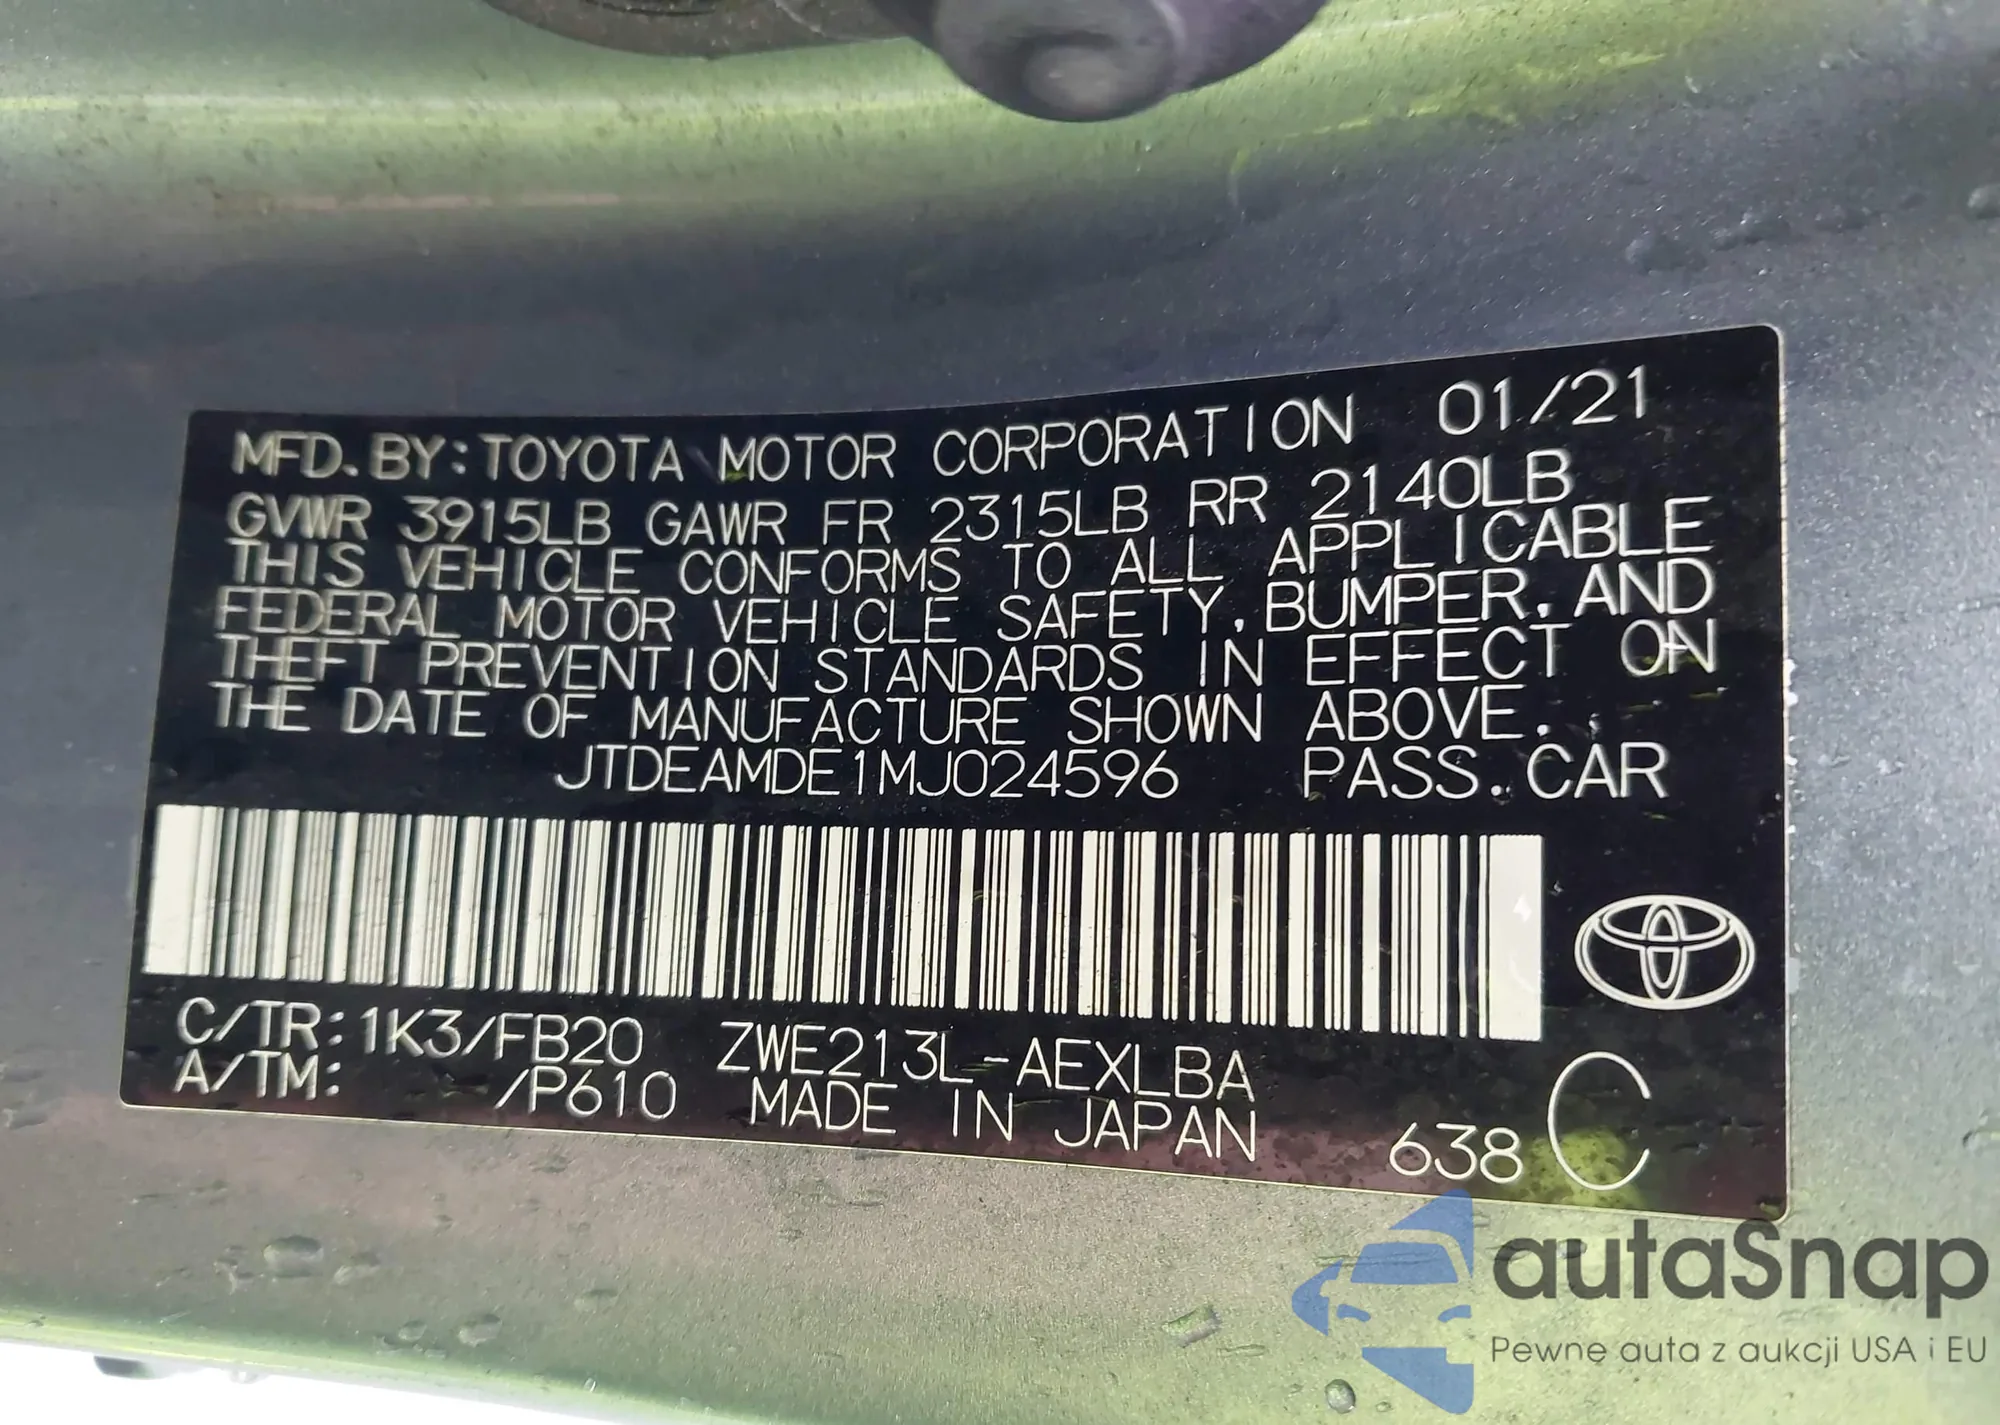 MFD.BY:TOYOTA MOTOR CORPORATION 01/21
GVWR 3915LB GAWR FR 2315LB RR 2140LB
THIS VEHICLE CONFORMS TO ALL APPLICABLE
FEDERAL MOTOR VEHICLE SAFETY, BUMPER, AND
THEFT PREVENTION STANDARDS IN EFFECT ON
THE DATE OF MANUFACTURE SHOWN ABOVE.
JTDEAMDE1MJ024596 PASS.CAR
C/TR:1K3/FB20 ZWE213L-AEXLBA
A/TM: /P610 MADE IN JAPAN 638 C
autaSnap
Pewne auta z aukcji USA i EU